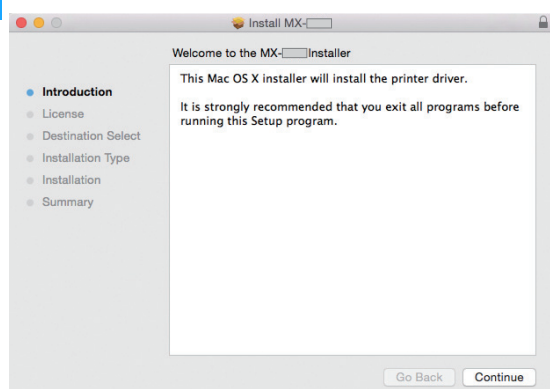 Install MX-
Welcome to the MX- Installer
Introduction
License
Destination Select
Installation Type
Installation
Summary
This Mac OS X installer will install the printer driver.
It is strongly recommended that you exit all programs before
running this Setup program.
Go Back
Continue